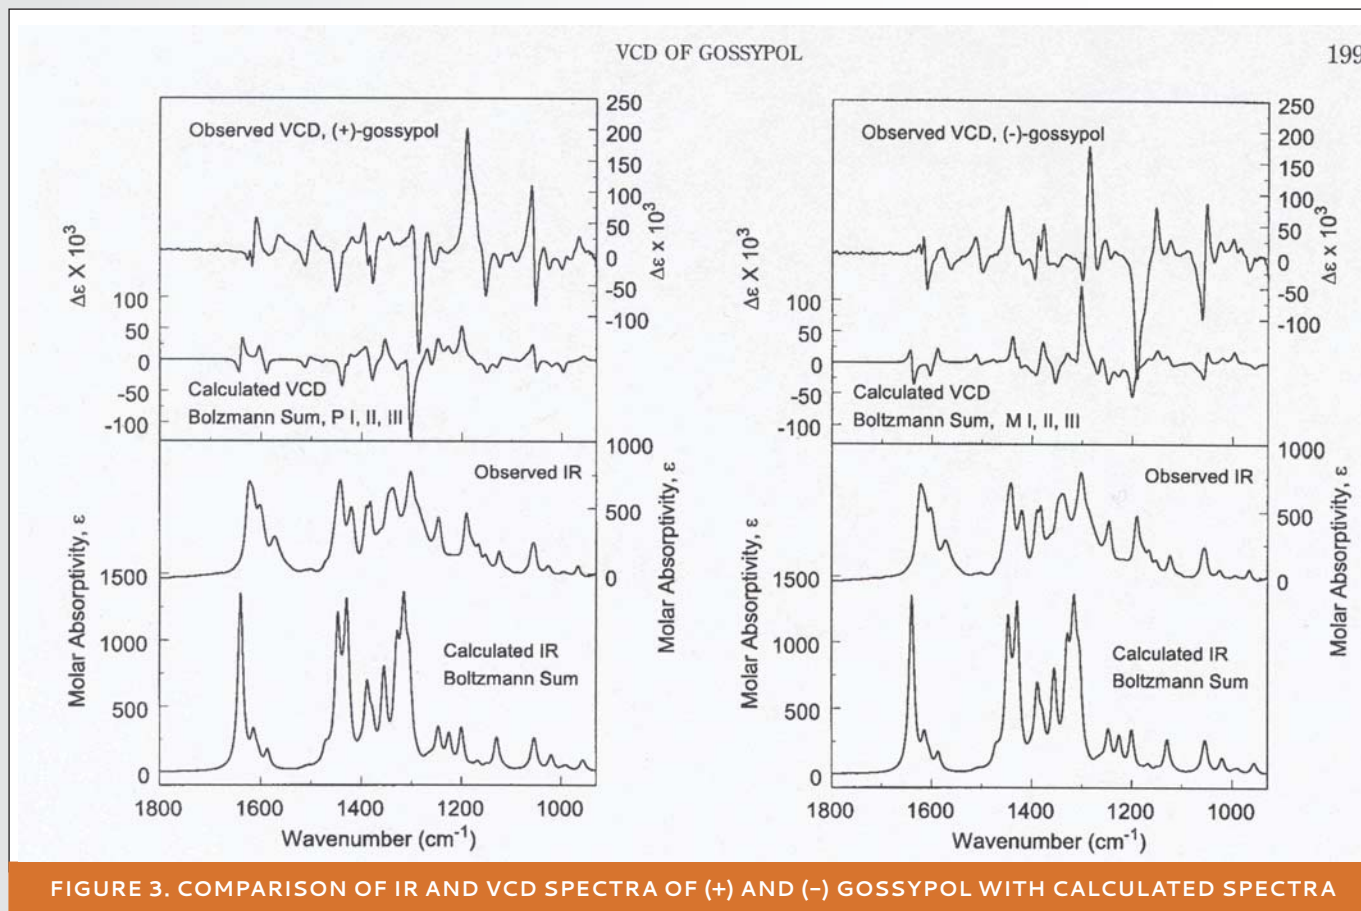 VCD OF GOSSYPOL
199
Observed VCD, (+)-gossypol
250
200
150
100
50
0
-50
-100
Δε x 10³
Δε X 10³
100
50
0
-50
-100
Calculated VCD
Bolzmann Sum, P I, II, III
1000
500
0
Molar Absorptivity, ε
Observed IR
Molar Absorptivity, ε
1500
1000
500
0
Calculated IR
Boltzmann Sum
1800
1600
1400
1200
1000
Wavenumber (cm⁻¹)
Observed VCD, (-)-gossypol
250
200
150
100
50
0
-50
-100
Δε x 10³
Δε X 10³
100
50
0
-50
-100
Calculated VCD
Boltzmann Sum, M I, II, III
1000
500
0
Molar Absorptivity, ε
Observed IR
Molar Absorptivity, ε
1500
1000
500
0
Calculated IR
Boltzmann Sum
1800
1600
1400
1200
1000
Wavenumber (cm⁻¹)
FIGURE 3. COMPARISON OF IR AND VCD SPECTRA OF (+) AND (–) GOSSYPOL WITH CALCULATED SPECTRA